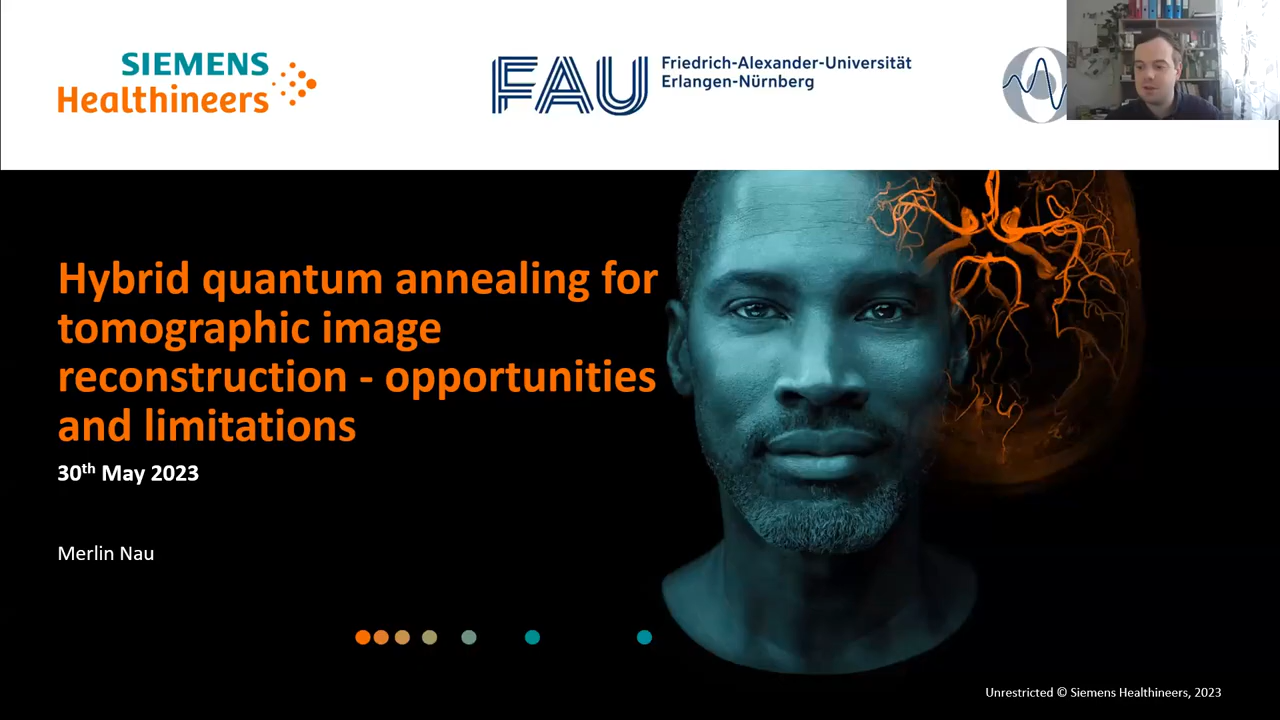 SIEMENS
Healthineers
FAU
Friedrich-Alexander-Universität
Erlangen-Nürnberg
Hybrid quantum annealing for
tomographic image
reconstruction - opportunities
and limitations
30th May 2023
Merlin Nau
Unrestricted © Siemens Healthineers, 2023